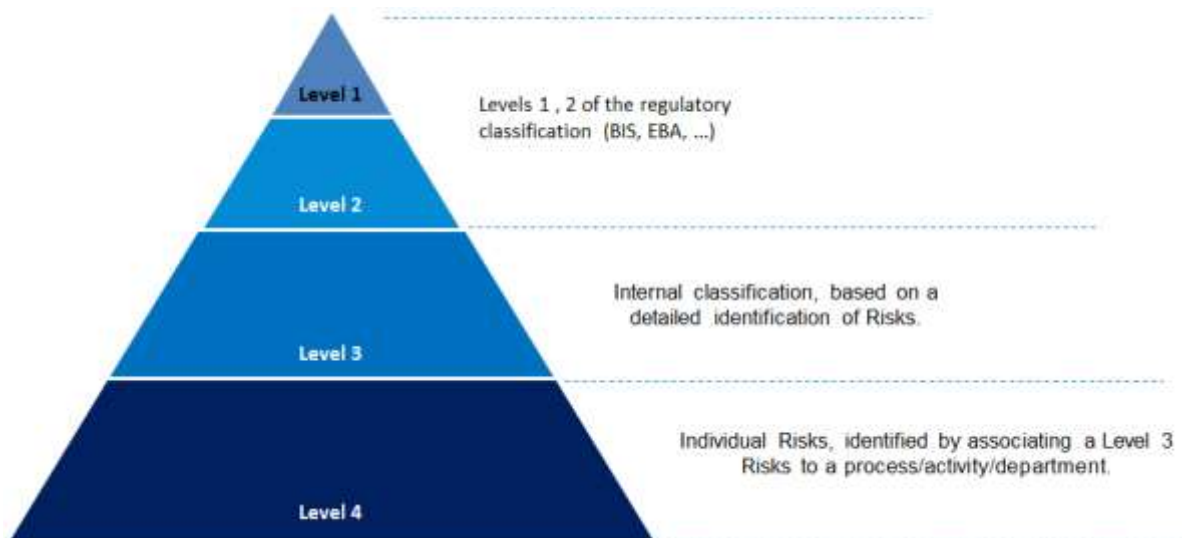 Level 1
Levels 1 , 2 of the regulatory
classification (BIS, EBA, ...)
Level 2
Internal classification, based on a
detailed identification of Risks.
Level 3
Individual Risks, identified by associating a Level 3
Risks to a process/activity/department.
Level 4